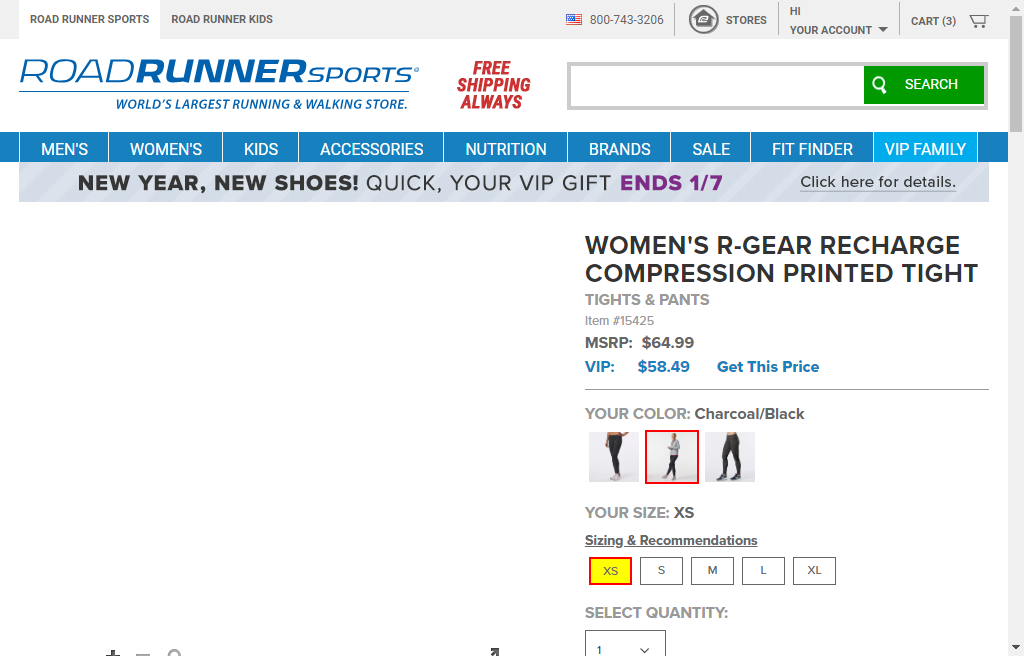 ROAD RUNNER SPORTS
ROAD RUNNER KIDS
800-743-3206
STORES
HI
YOUR ACCOUNT
CART (3)
ROADRUNNERSPORTS®
WORLD'S LARGEST RUNNING & WALKING STORE.
FREE
SHIPPING
ALWAYS
SEARCH
MEN'S
WOMEN'S
KIDS
ACCESSORIES
NUTRITION
BRANDS
SALE
FIT FINDER
VIP FAMILY
NEW YEAR, NEW SHOES! QUICK, YOUR VIP GIFT ENDS 1/7
Click here for details.
WOMEN'S R-GEAR RECHARGE
COMPRESSION PRINTED TIGHT
TIGHTS & PANTS
Item #15425
MSRP: $64.99
VIP: $58.49 Get This Price
YOUR COLOR: Charcoal/Black
YOUR SIZE: XS
Sizing & Recommendations
XS S M L XL
SELECT QUANTITY:
1